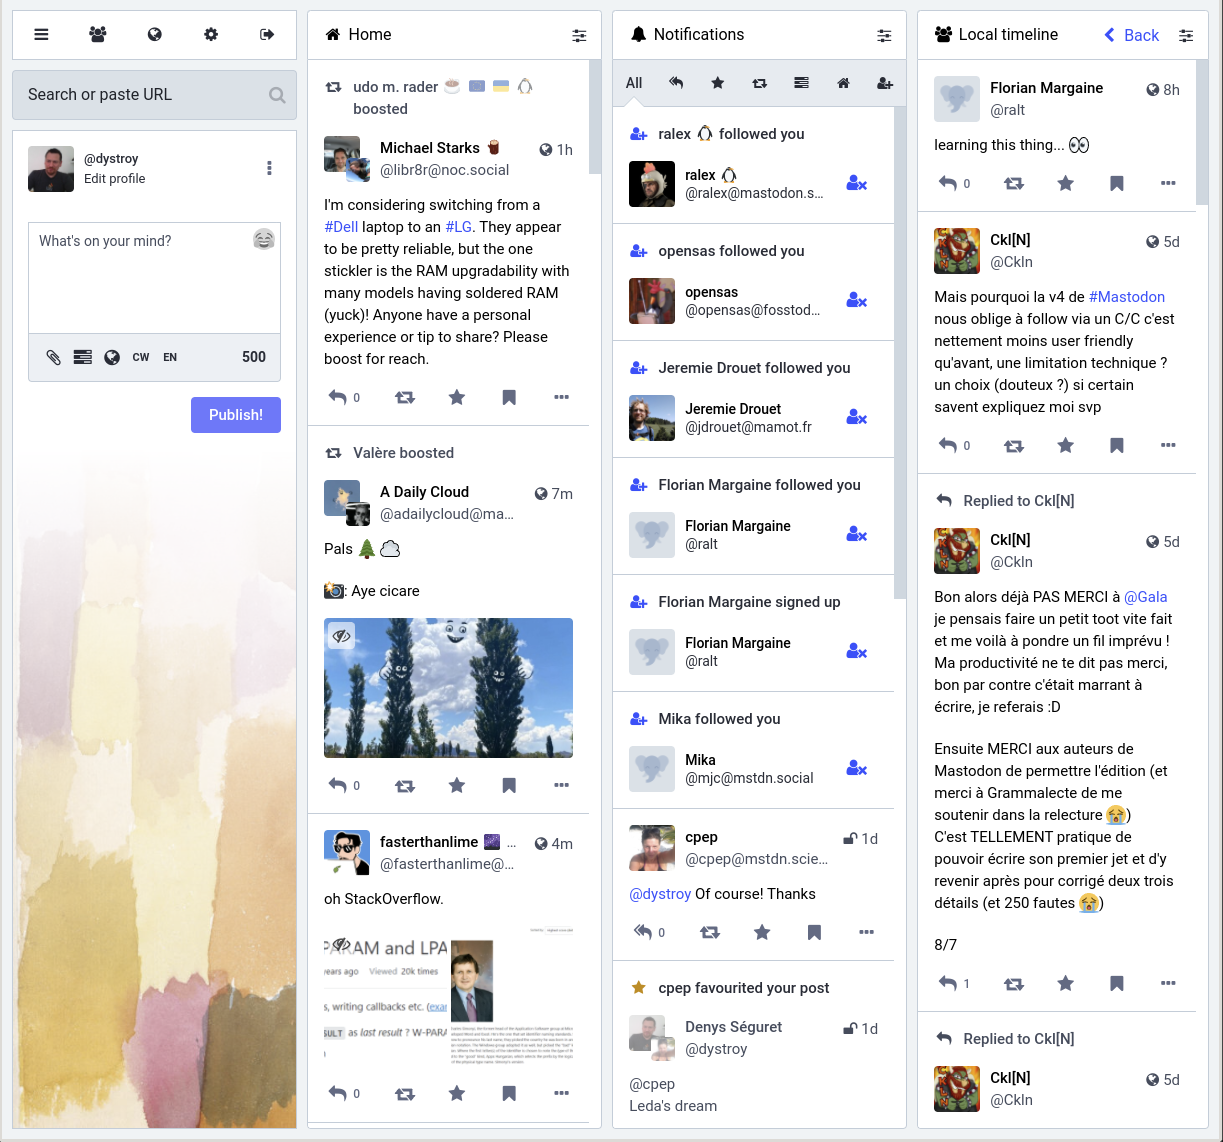 Search or paste URL
@dystroy
Edit profile
What's on your mind?
CW EN 500
Publish!
Home
udo m. rader
boosted
Michael Starks
1h
@libr8r@noc.social
I'm considering switching from a
#Dell laptop to an #LG. They appear
to be pretty reliable, but the one
stickler is the RAM upgradability with
many models having soldered RAM
(yuck)! Anyone have a personal
experience or tip to share? Please
boost for reach.
0
Valère boosted
A Daily Cloud
7m
@adailycloud@ma…
Pals 🌲☁️
📸: Aye cicare
0
fasterthanlime 🌌 …
4m
@fasterthanlime@…
oh StackOverflow.
PARAM and LPA
years ago Viewed 20k times
s, writing callbacks etc. (exar
SULT as last result ? W-PARA
0
Notifications
All
ralex 🐧 followed you
ralex 🐧
@ralex@mastodon.s…
opensas followed you
opensas
@opensas@fosstod…
Jeremie Drouet followed you
Jeremie Drouet
@jdrouet@mamot.fr
Florian Margaine followed you
Florian Margaine
@ralt
Florian Margaine signed up
Florian Margaine
@ralt
Mika followed you
Mika
@mjc@mstdn.social
cpep
1d
@cpep@mstdn.scie…
@dystroy Of course! Thanks
0
cpep favourited your post
Denys Séguret
1d
@dystroy
@cpep
Leda's dream
Local timeline
Back
Florian Margaine
8h
@ralt
learning this thing... 👀
0
CkI[N]
5d
@CkIn
Mais pourquoi la v4 de #Mastodon
nous oblige à follow via un C/C c'est
nettement moins user friendly
qu'avant, une limitation technique ?
un choix (douteux ?) si certain
savent expliquez moi svp
0
Replied to CkI[N]
CkI[N]
5d
@CkIn
Bon alors déjà PAS MERCI à @Gala
je pensais faire un petit toot vite fait
et me voilà à pondre un fil imprévu !
Ma productivité ne te dit pas merci,
bon par contre c'était marrant à
écrire, je referais :D
Ensuite MERCI aux auteurs de
Mastodon de permettre l'édition (et
merci à Grammalecte de me
soutenir dans la relecture 😭)
C'est TELLEMENT pratique de
pouvoir écrire son premier jet et d'y
revenir après pour corrigé deux trois
détails (et 250 fautes 😭)
8/7
1
Replied to CkI[N]
CkI[N]
5d
@CkIn